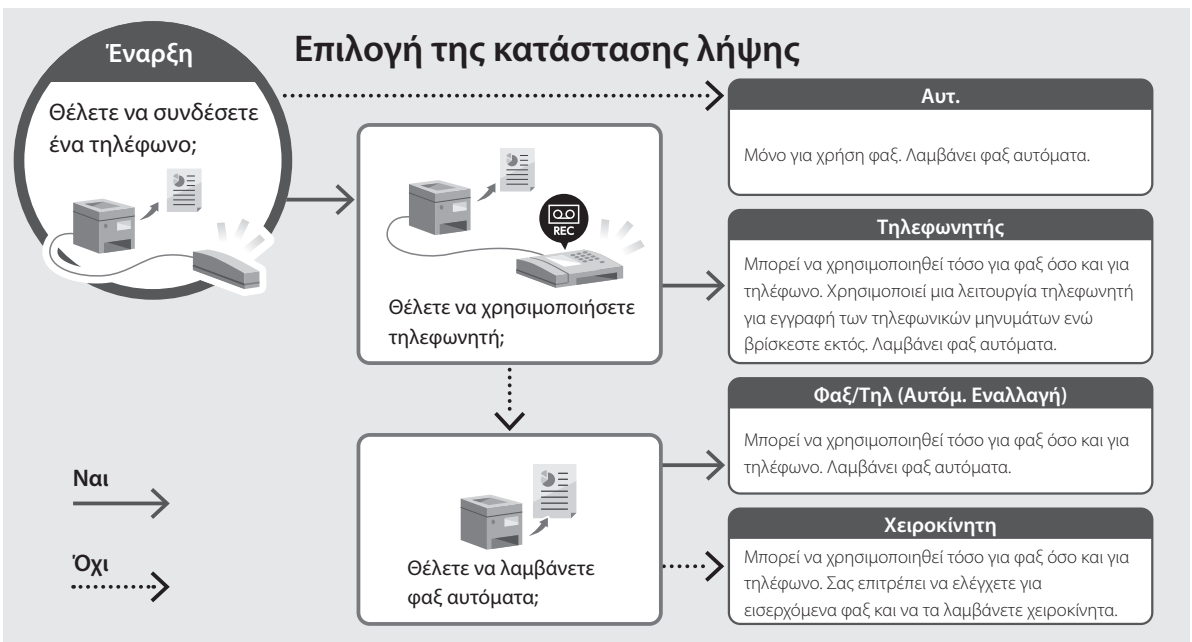 Επιλογή της κατάστασης λήψης
Έναρξη
Θέλετε να συνδέσετε
ένα τηλέφωνο;
REC
Θέλετε να χρησιμοποιήσετε
τηλεφωνητή;
Θέλετε να λαμβάνετε
φαξ αυτόματα;
Αυτ.
Μόνο για χρήση φαξ. Λαμβάνει φαξ αυτόματα.
Τηλεφωνητής
Μπορεί να χρησιμοποιηθεί τόσο για φαξ όσο και για
τηλέφωνο. Χρησιμοποιεί μια λειτουργία τηλεφωνητή
για εγγραφή των τηλεφωνικών μηνυμάτων ενώ
βρίσκεστε εκτός. Λαμβάνει φαξ αυτόματα.
Φαξ/Τηλ (Αυτόμ. Εναλλαγή)
Μπορεί να χρησιμοποιηθεί τόσο για φαξ όσο και για
τηλέφωνο. Λαμβάνει φαξ αυτόματα.
Χειροκίνητη
Μπορεί να χρησιμοποιηθεί τόσο για φαξ όσο και για
τηλέφωνο. Σας επιτρέπει να ελέγχετε για
εισερχόμενα φαξ και να τα λαμβάνετε χειροκίνητα.
Ναι
Όχι